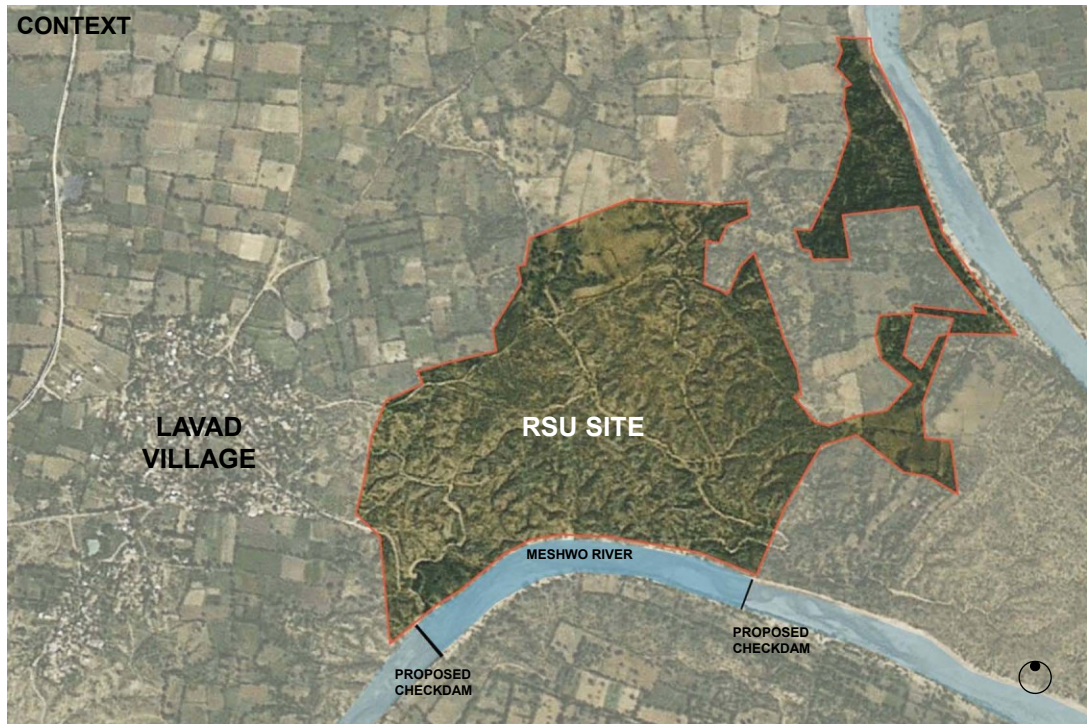 CONTEXT
LAVAD
VILLAGE
RSU SITE
MESHWO RIVER
PROPOSED
CHECKDAM
PROPOSED
CHECKDAM